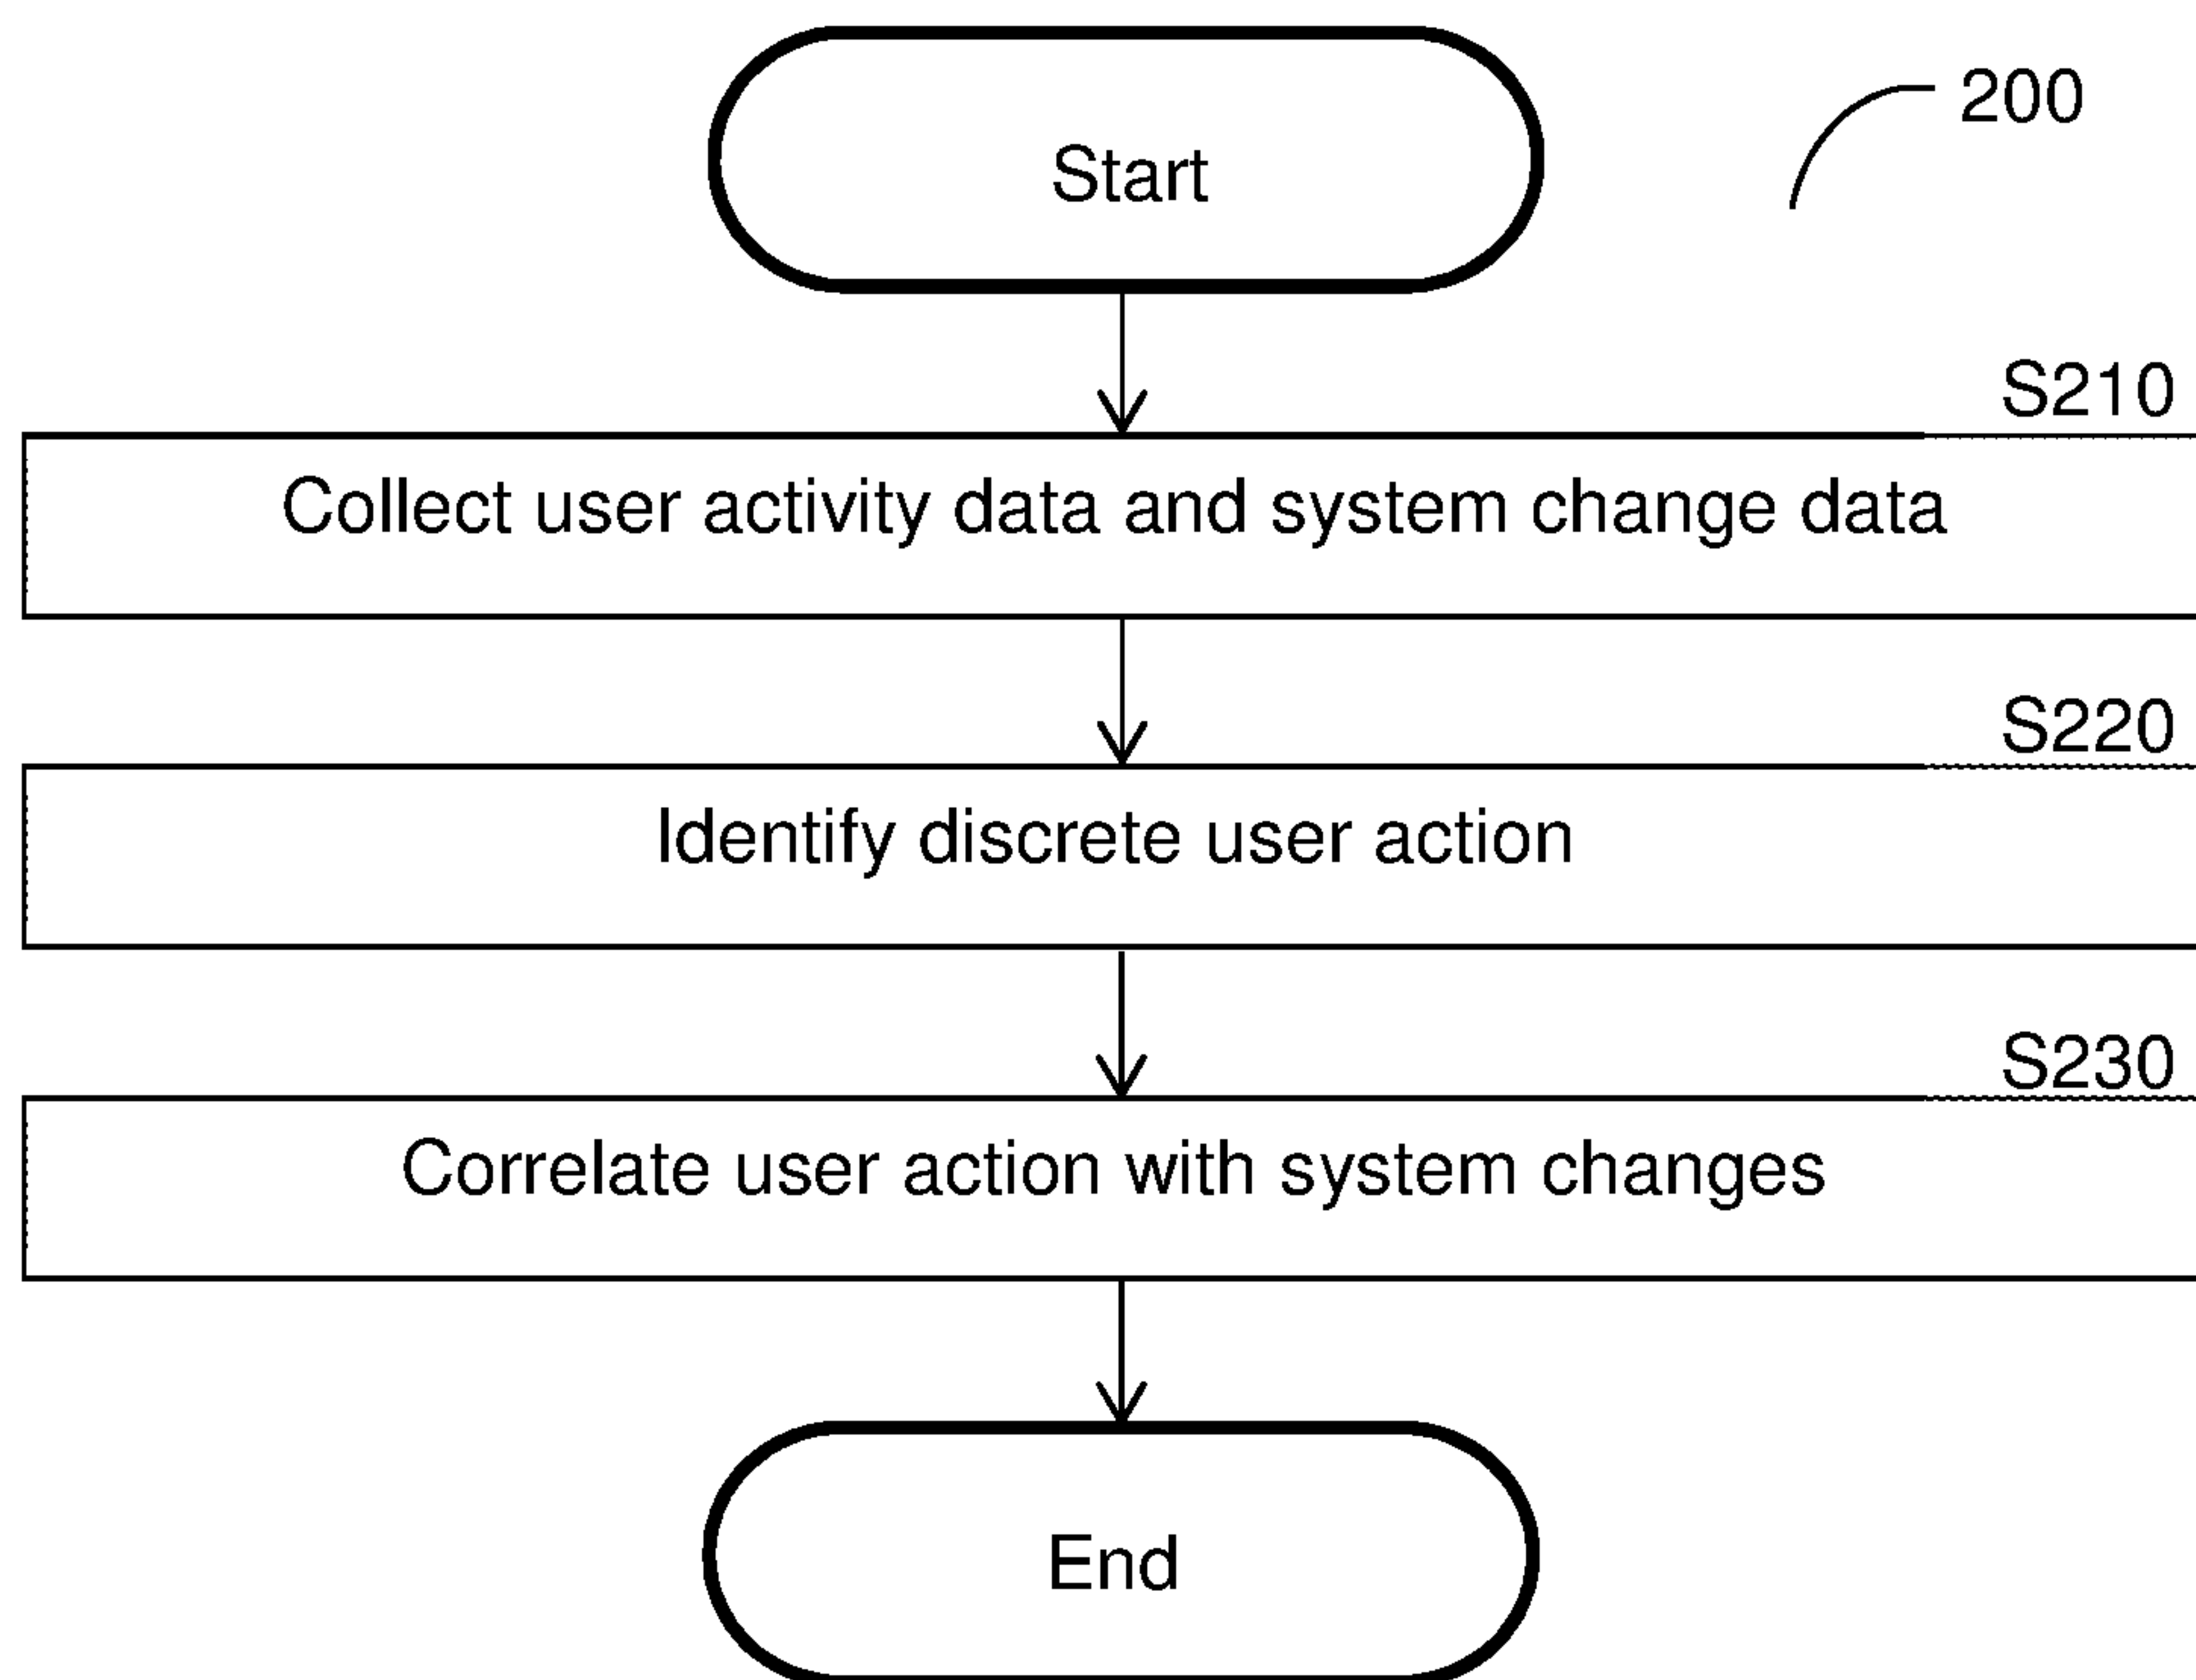 Start
200
S210
Collect user activity data and system change data
S220
Identify discrete user action
S230
Correlate user action with system changes
End